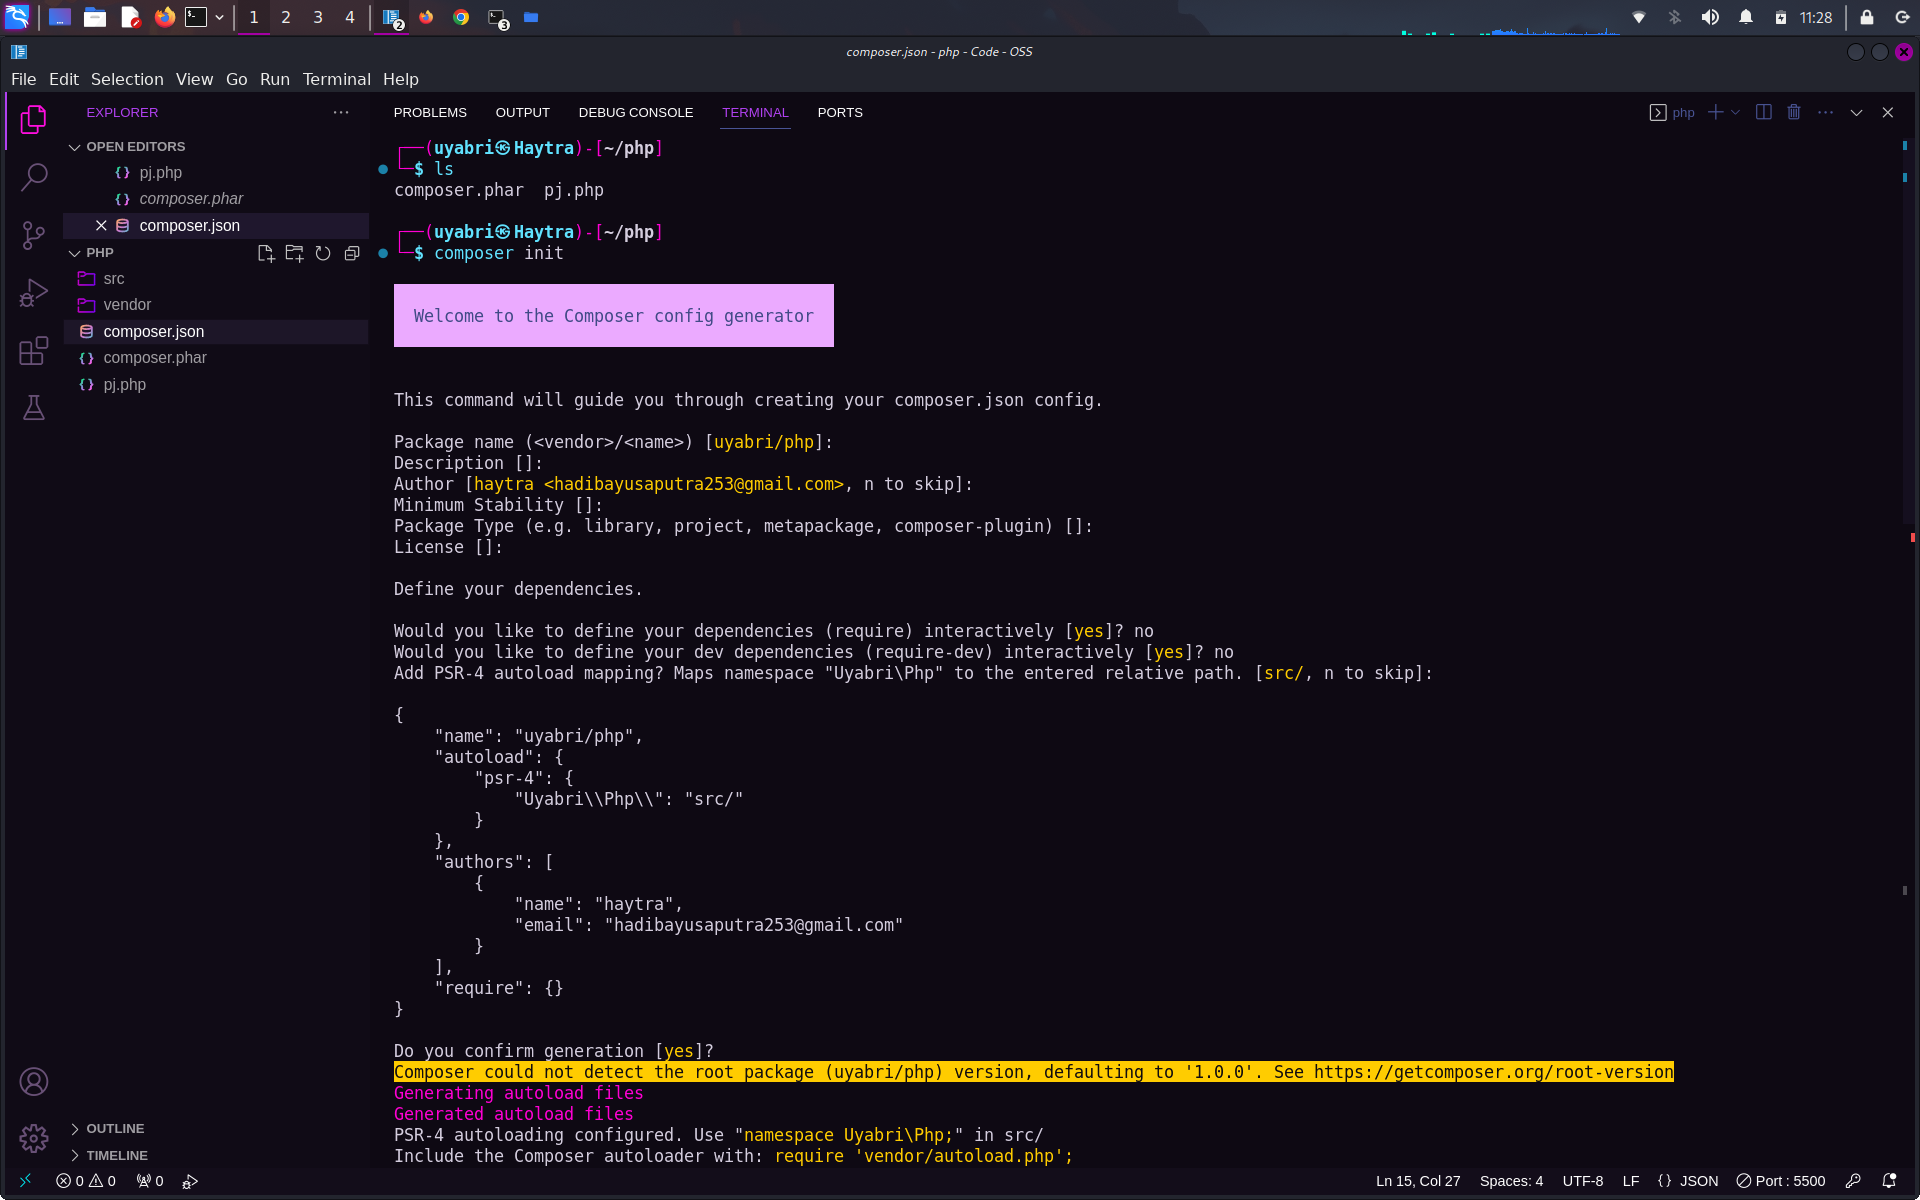 1 2 3 4 2 3 11:28
composer.json - php - Code - OSS
File Edit Selection View Go Run Terminal Help
EXPLORER
OPEN EDITORS
pj.php
composer.phar
composer.json
PHP
src
vendor
composer.json
composer.phar
pj.php
OUTLINE
TIMELINE
PROBLEMS OUTPUT DEBUG CONSOLE TERMINAL PORTS php
┌──(uyabri㉿Haytra)-[~/php]
└─$ ls
composer.phar  pj.php
┌──(uyabri㉿Haytra)-[~/php]
└─$ composer init
Welcome to the Composer config generator
This command will guide you through creating your composer.json config.
Package name (<vendor>/<name>) [uyabri/php]:
Description []:
Author [haytra <hadibayusaputra253@gmail.com>, n to skip]:
Minimum Stability []:
Package Type (e.g. library, project, metapackage, composer-plugin) []:
License []:
Define your dependencies.
Would you like to define your dependencies (require) interactively [yes]? no
Would you like to define your dev dependencies (require-dev) interactively [yes]? no
Add PSR-4 autoload mapping? Maps namespace "Uyabri\Php" to the entered relative path. [src/, n to skip]:
{
    "name": "uyabri/php",
    "autoload": {
        "psr-4": {
            "Uyabri\\Php\\": "src/"
        }
    },
    "authors": [
        {
            "name": "haytra",
            "email": "hadibayusaputra253@gmail.com"
        }
    ],
    "require": {}
}
Do you confirm generation [yes]?
Composer could not detect the root package (uyabri/php) version, defaulting to '1.0.0'. See https://getcomposer.org/root-version
Generating autoload files
Generated autoload files
PSR-4 autoloading configured. Use "namespace Uyabri\Php;" in src/
Include the Composer autoloader with: require 'vendor/autoload.php';
0 0 0 Ln 15, Col 27 Spaces: 4 UTF-8 LF {} JSON Port : 5500